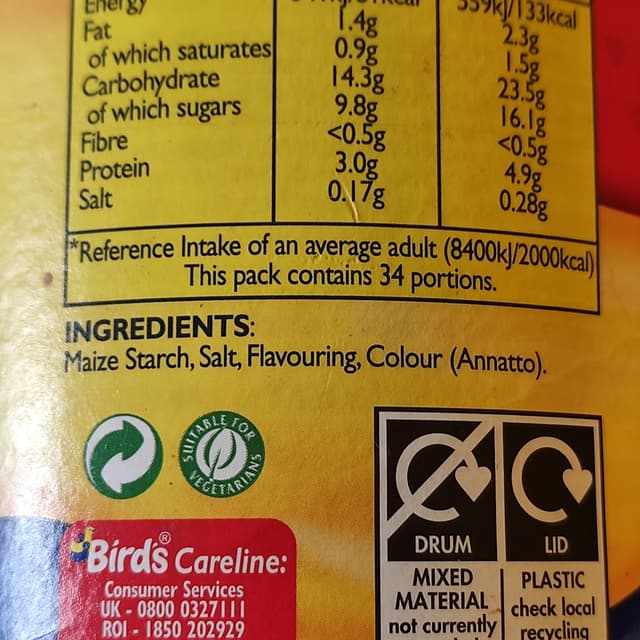 Energy 559kJ/133kcal
Fat 1.4g 2.3g
of which saturates 0.9g 1.5g
Carbohydrate 14.3g 23.5g
of which sugars 9.8g 16.1g
Fibre <0.5g <0.5g
Protein 3.0g 4.9g
Salt 0.17g 0.28g
*Reference Intake of an average adult (8400kJ/2000kcal)
This pack contains 34 portions.
INGREDIENTS:
Maize Starch, Salt, Flavouring, Colour (Annatto).
SUITABLE FOR
VEGETARIANS
Bird's® Careline:
Consumer Services
UK - 0800 0327111
ROI - 1850 202929
DRUM
MIXED
MATERIAL
not currently
LID
PLASTIC
check local
recycling